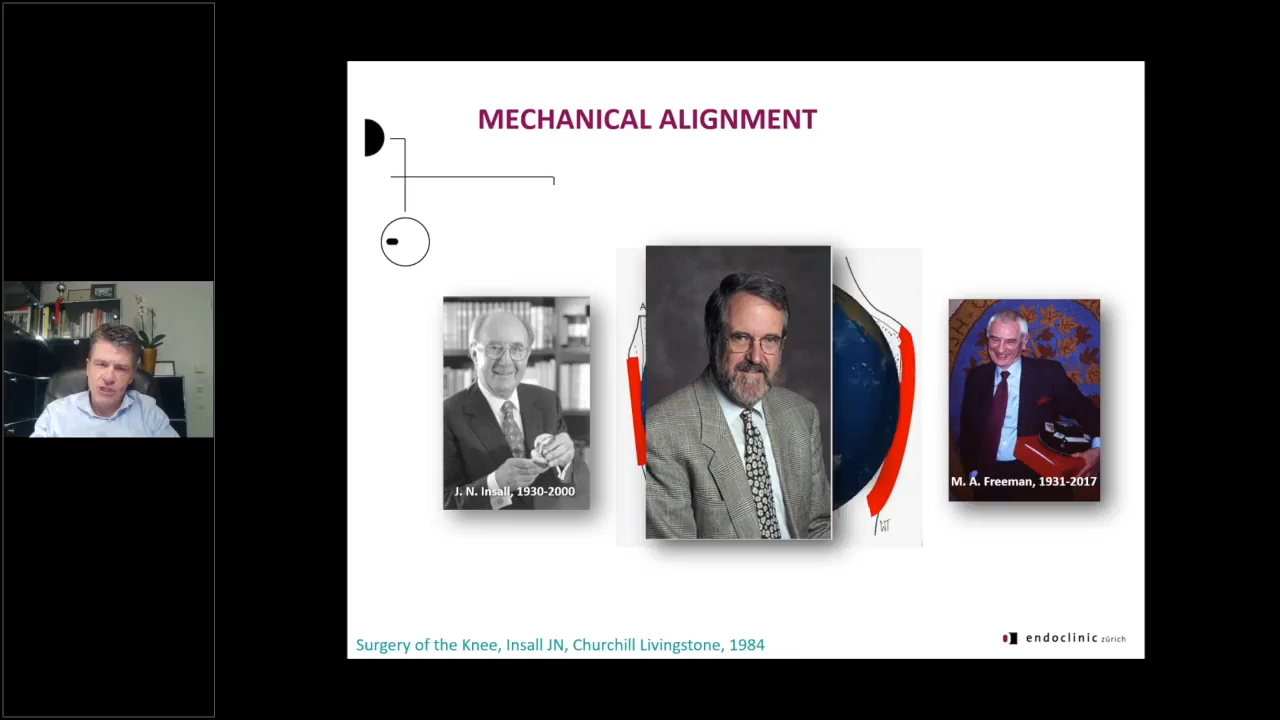 MECHANICAL ALIGNMENT
A
J. N. Insall, 1930-2000
M. A. Freeman, 1931-2017
Surgery of the Knee, Insall JN, Churchill Livingstone, 1984
endoclinic zürich